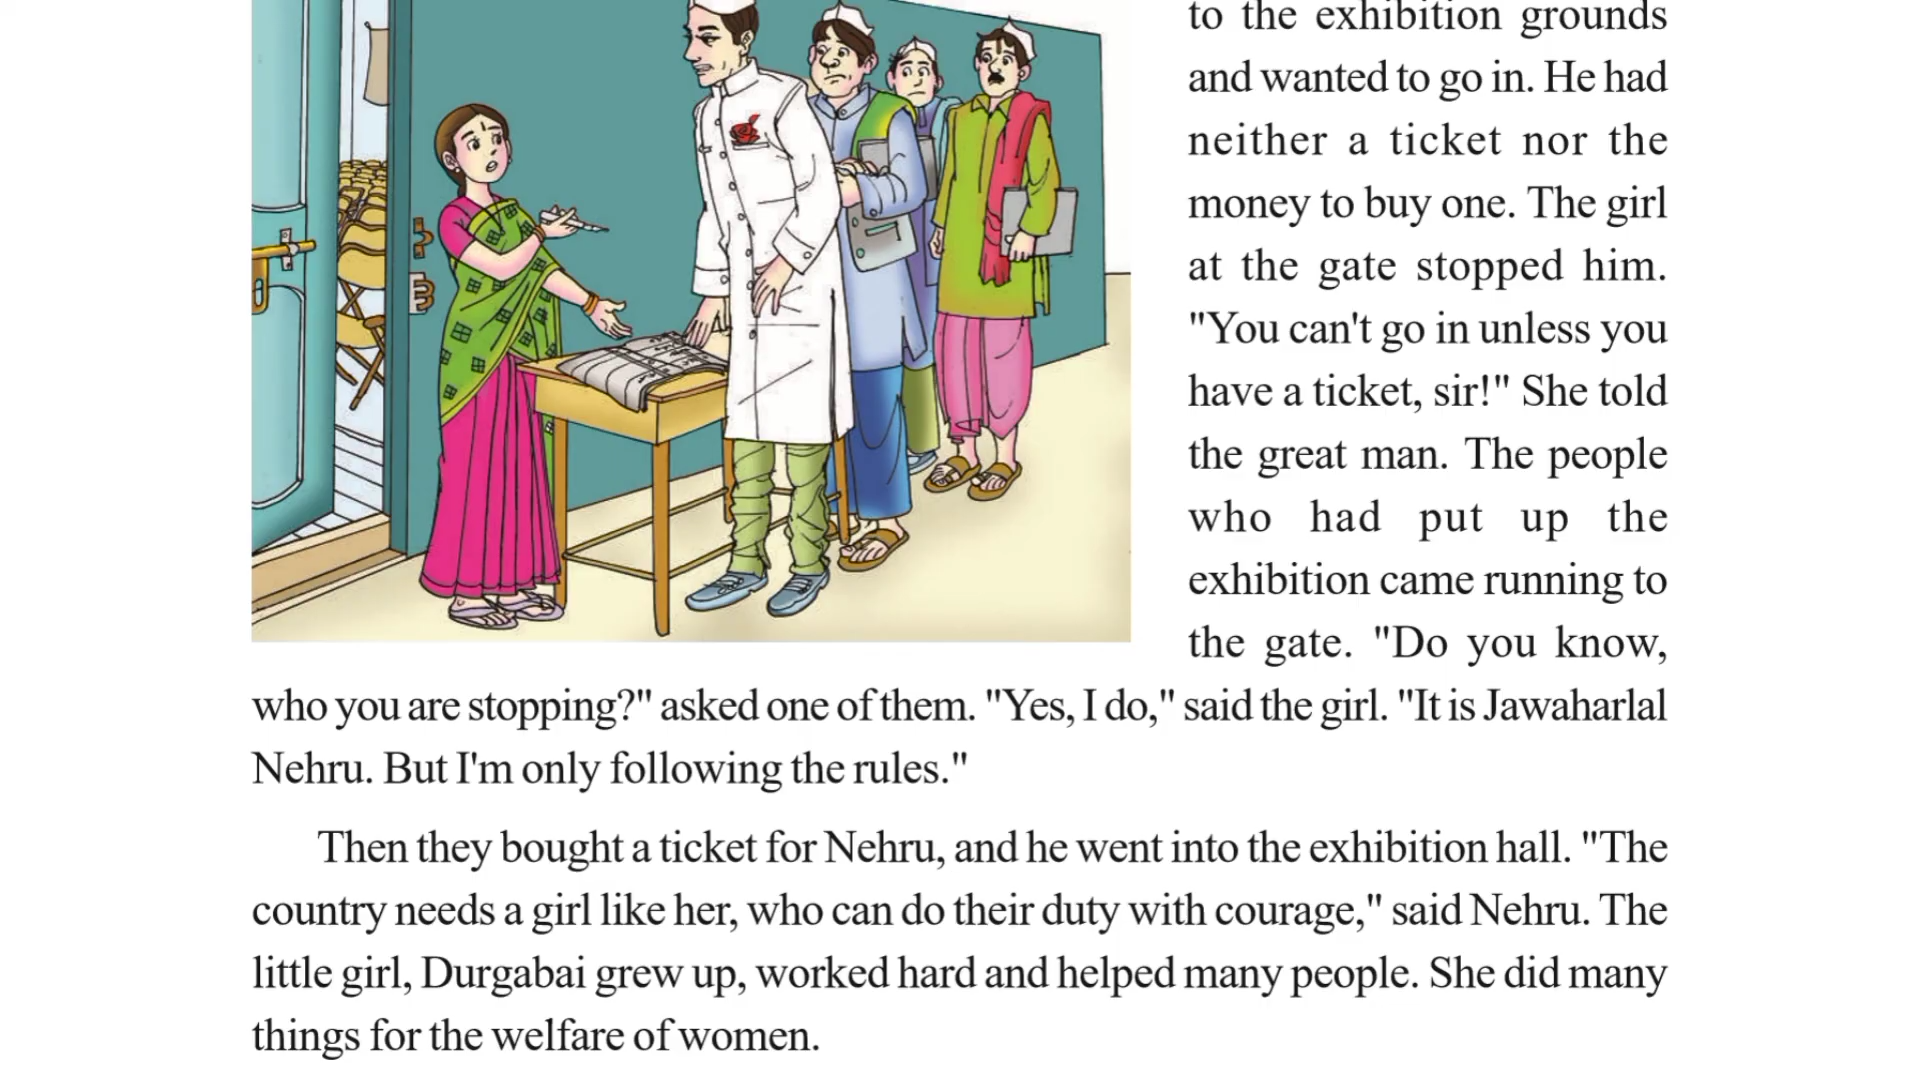 to the exhibition grounds
and wanted to go in. He had
neither a ticket nor the
money to buy one. The girl
at the gate stopped him.
"You can't go in unless you
have a ticket, sir!" She told
the great man. The people
who had put up the
exhibition came running to
the gate. "Do you know,
who you are stopping?" asked one of them. "Yes, I do," said the girl. "It is Jawaharlal
Nehru. But I'm only following the rules."
Then they bought a ticket for Nehru, and he went into the exhibition hall. "The
country needs a girl like her, who can do their duty with courage," said Nehru. The
little girl, Durgabai grew up, worked hard and helped many people. She did many
things for the welfare of women.